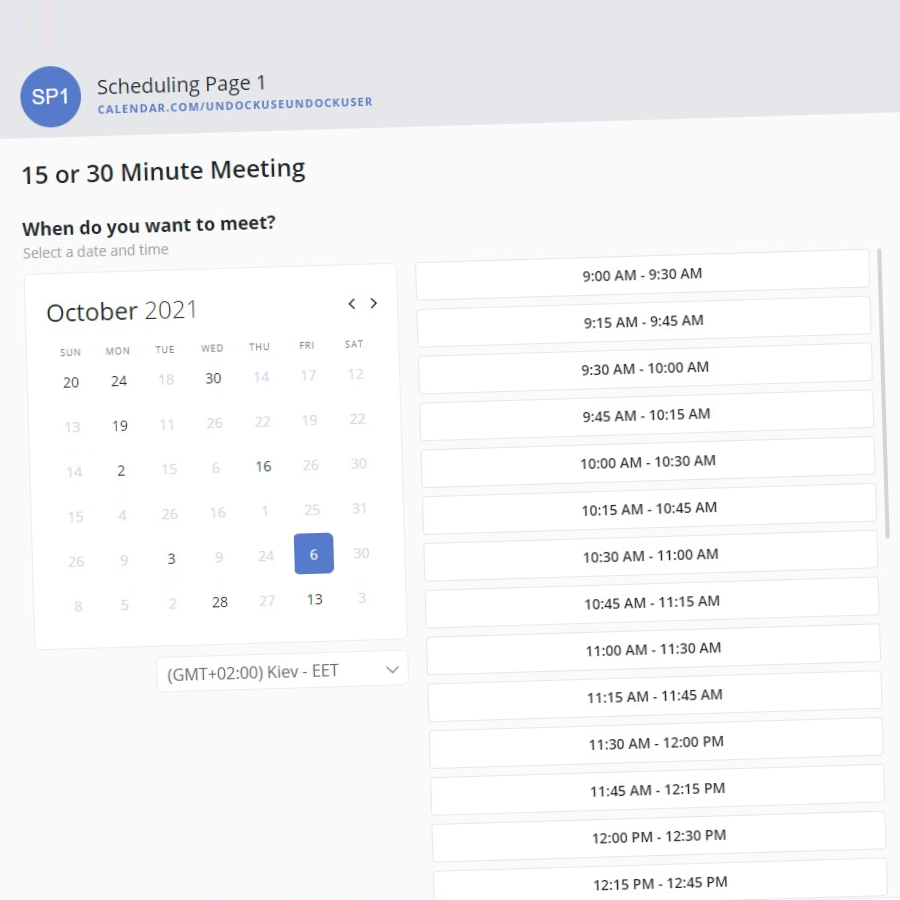 SP1
Scheduling Page 1
CALENDAR.COM/UNDOCKUSEUNDOCKUSER
15 or 30 Minute Meeting
When do you want to meet?
Select a date and time
October 2021
SUN MON TUE WED THU FRI SAT
20 24 18 30 14 17 12
13 19 11 26 22 19 22
14 2 15 6 16 26 30
15 4 26 16 1 25 31
26 9 3 9 24 6 30
8 5 2 28 27 13 3
(GMT+02:00) Kiev - EET
9:00 AM - 9:30 AM
9:15 AM - 9:45 AM
9:30 AM - 10:00 AM
9:45 AM - 10:15 AM
10:00 AM - 10:30 AM
10:15 AM - 10:45 AM
10:30 AM - 11:00 AM
10:45 AM - 11:15 AM
11:00 AM - 11:30 AM
11:15 AM - 11:45 AM
11:30 AM - 12:00 PM
11:45 AM - 12:15 PM
12:00 PM - 12:30 PM
12:15 PM - 12:45 PM